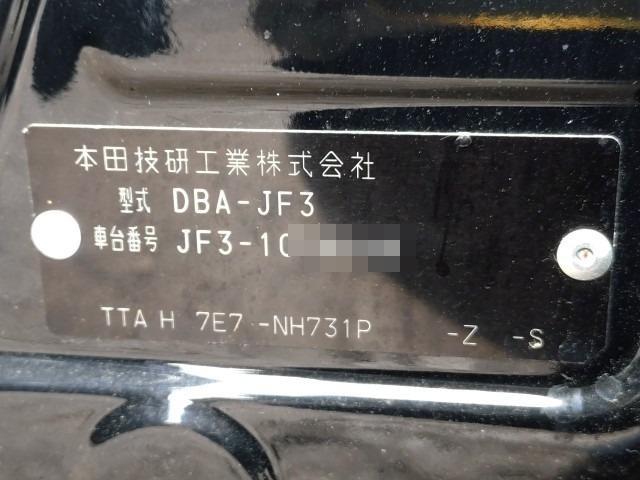 本田技研工業株式会社
型式 DBA-JF3
車台番号 JF3-10
TTA H 7E7 -NH731P -Z -S